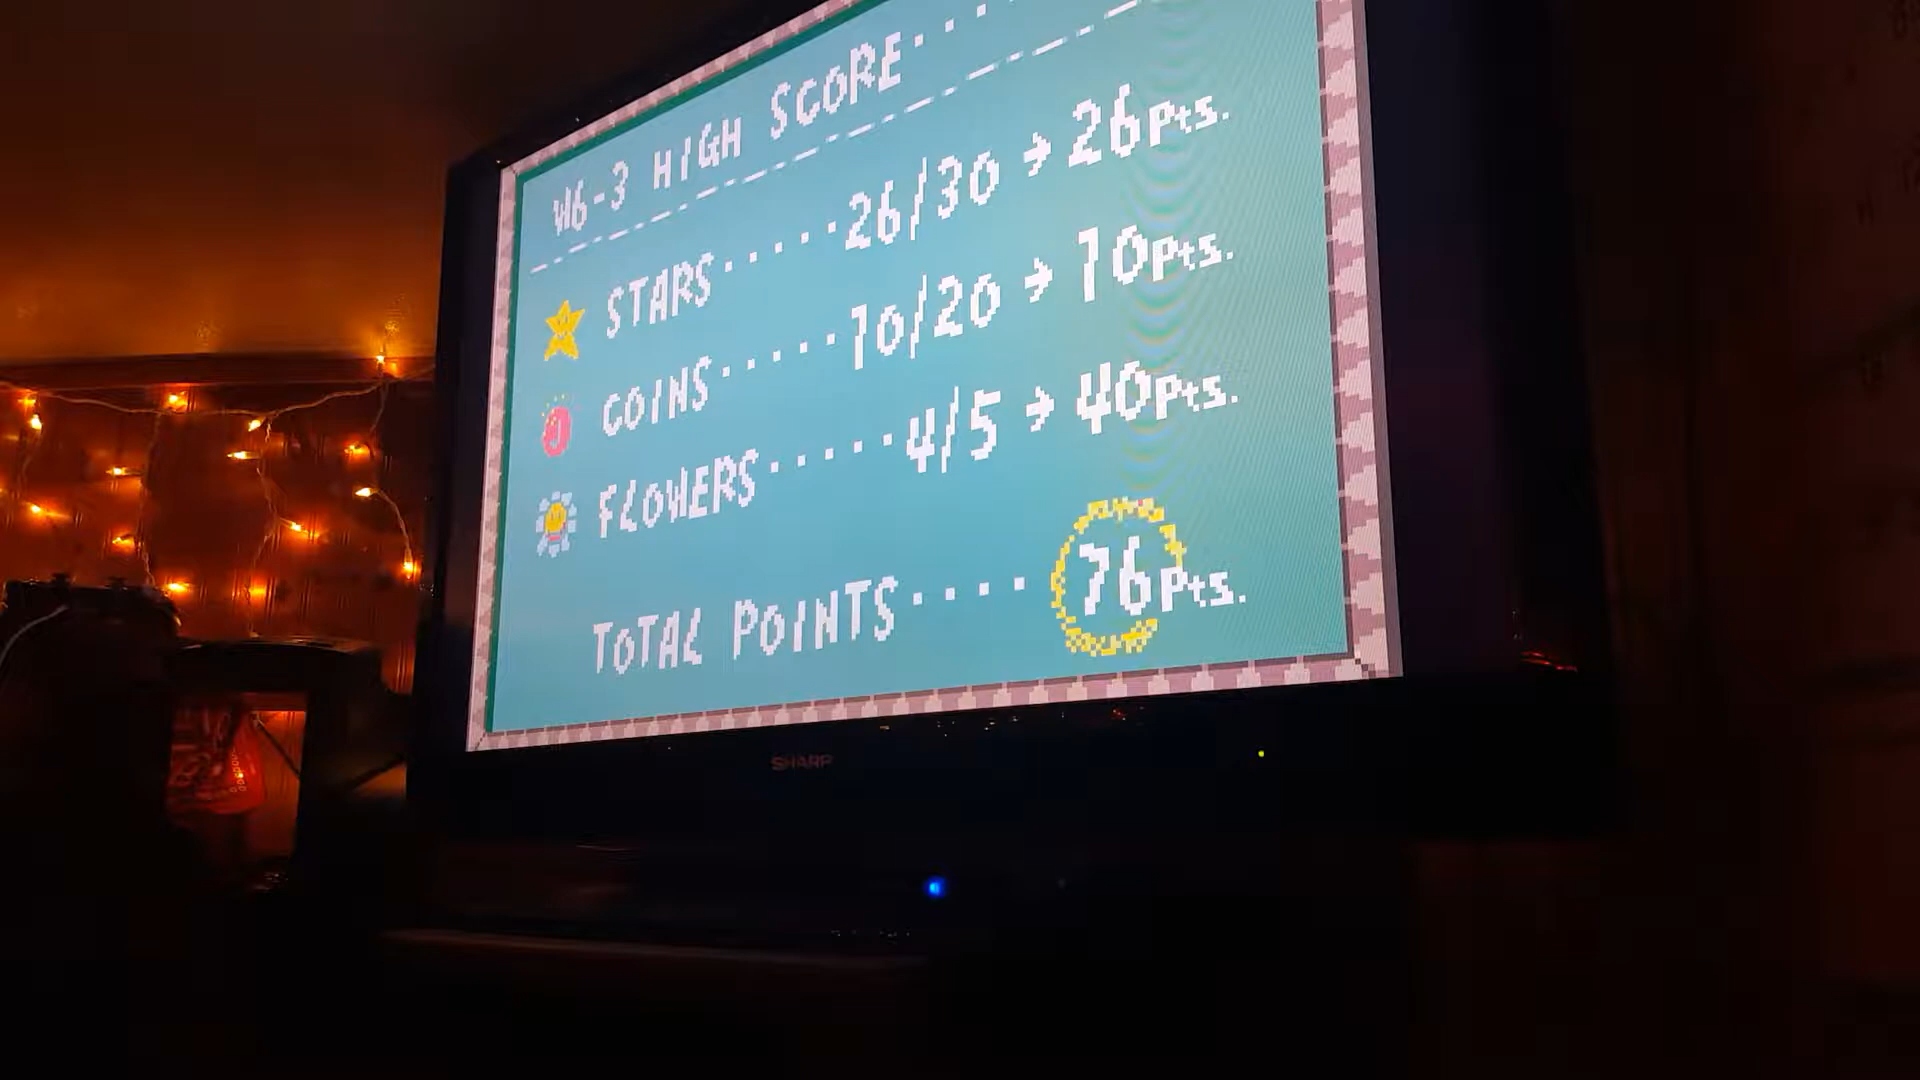 W6-3 HIGH SCORE....
STARS.....26/30→26Pts.
COINS.....10/20→10Pts.
FLOWERS.....4/5→40Pts.
TOTAL POINTS....76Pts.
SHARP